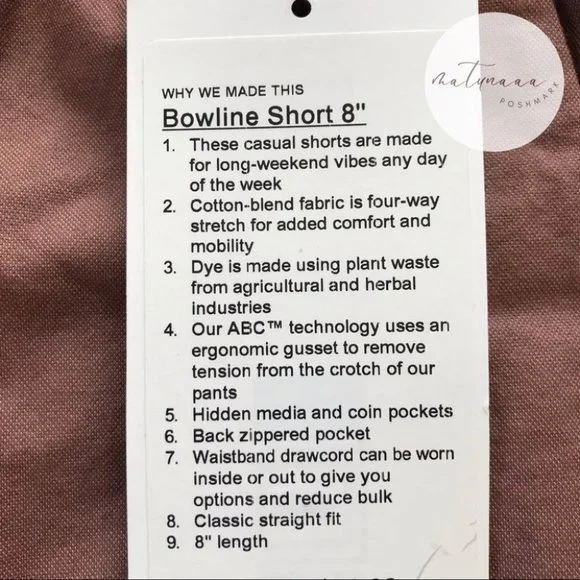 WHY WE MADE THIS
Bowline Short 8"
1. These casual shorts are made
for long-weekend vibes any day
of the week
2. Cotton-blend fabric is four-way
stretch for added comfort and
mobility
3. Dye is made using plant waste
from agricultural and herbal
industries
4. Our ABC™ technology uses an
ergonomic gusset to remove
tension from the crotch of our
pants
5. Hidden media and coin pockets
6. Back zippered pocket
7. Waistband drawcord can be worn
inside or out to give you
options and reduce bulk
8. Classic straight fit
9. 8" length
matynaaa
POSHMARK